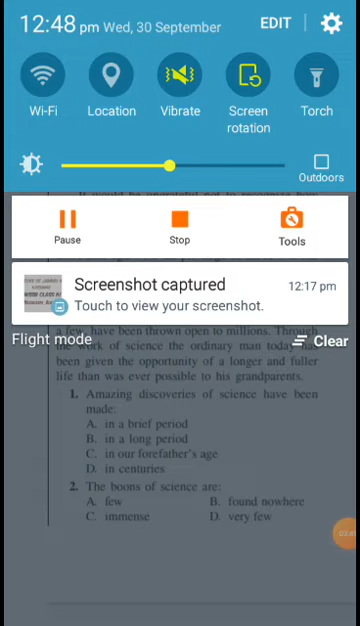 12:48 pm Wed, 30 September EDIT
Wi-Fi Location Vibrate Screen rotation Torch
Outdoors
Pause Stop Tools
Screenshot captured 12:17 pm
Touch to view your screenshot.
a few, have been thrown open to millions. Through
Flight mode Clear
the work of science the ordinary man today has
been given the opportunity of a longer and fuller
life than was ever possible to his grandparents.
1. Amazing discoveries of science have been
made:
A. in a brief period
B. in a long period
C. in our forefather's age
D. in centuries
2. The boons of science are:
A. few B. found nowhere
C. immense D. very few